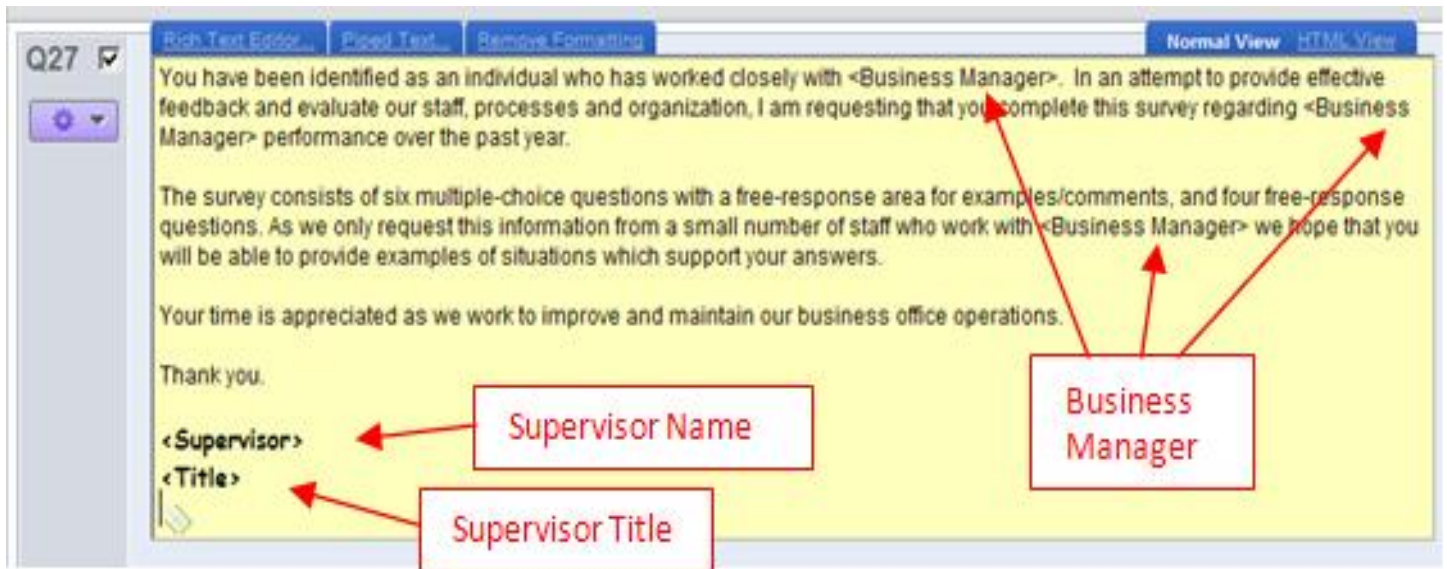 Rich Text Editor... Piped Text... Remove Formatting Normal View HTML View
Q27
You have been identified as an individual who has worked closely with <Business Manager>. In an attempt to provide effective
feedback and evaluate our staff, processes and organization, I am requesting that you complete this survey regarding <Business
Manager> performance over the past year.
The survey consists of six multiple-choice questions with a free-response area for examples/comments, and four free-response
questions. As we only request this information from a small number of staff who work with <Business Manager> we hope that you
will be able to provide examples of situations which support your answers.
Your time is appreciated as we work to improve and maintain our business office operations.
Thank you.
<Supervisor>
<Title>
Supervisor Name
Supervisor Title
Business
Manager